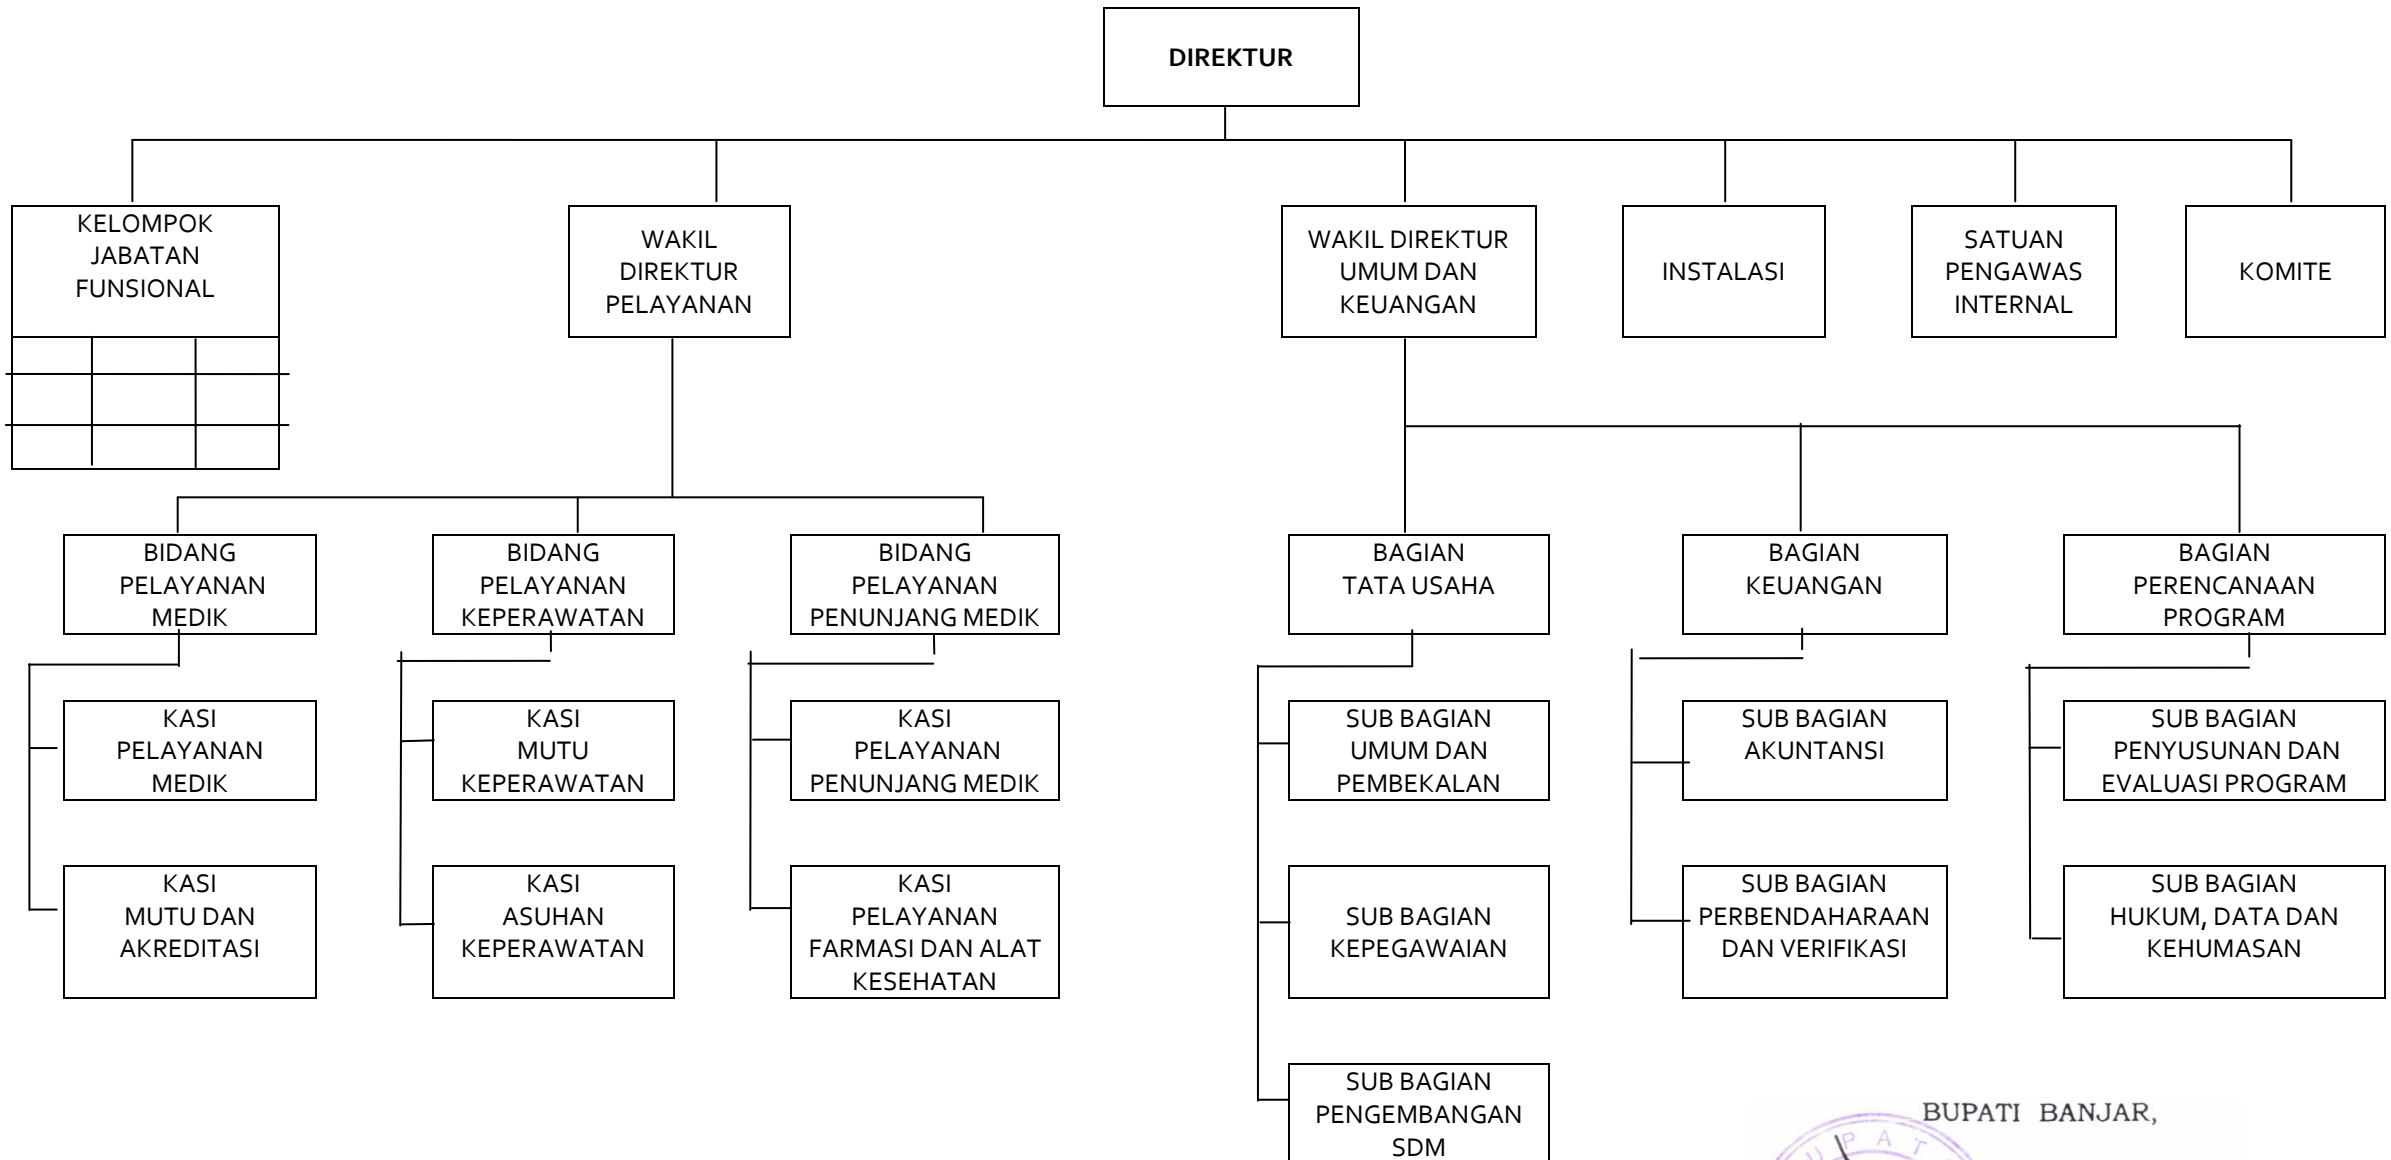 DIREKTUR
KELOMPOK
JABATAN
FUNSIONAL
WAKIL
DIREKTUR
PELAYANAN
WAKIL DIREKTUR
UMUM DAN
KEUANGAN
INSTALASI
SATUAN
PENGAWAS
INTERNAL
KOMITE
BIDANG
PELAYANAN
MEDIK
BIDANG
PELAYANAN
KEPERAWATAN
BIDANG
PELAYANAN
PENUNJANG MEDIK
BAGIAN
TATA USAHA
BAGIAN
KEUANGAN
BAGIAN
PERENCANAAN
PROGRAM
KASI
PELAYANAN
MEDIK
KASI
MUTU
KEPERAWATAN
KASI
PELAYANAN
PENUNJANG MEDIK
SUB BAGIAN
UMUM DAN
PEMBEKALAN
SUB BAGIAN
AKUNTANSI
SUB BAGIAN
PENYUSUNAN DAN
EVALUASI PROGRAM
KASI
MUTU DAN
AKREDITASI
KASI
ASUHAN
KEPERAWATAN
KASI
PELAYANAN
FARMASI DAN ALAT
KESEHATAN
SUB BAGIAN
KEPEGAWAIAN
SUB BAGIAN
PERBENDAHARAAN
DAN VERIFIKASI
SUB BAGIAN
HUKUM, DATA DAN
KEHUMASAN
SUB BAGIAN
PENGEMBANGAN
SDM
BUPATI BANJAR,